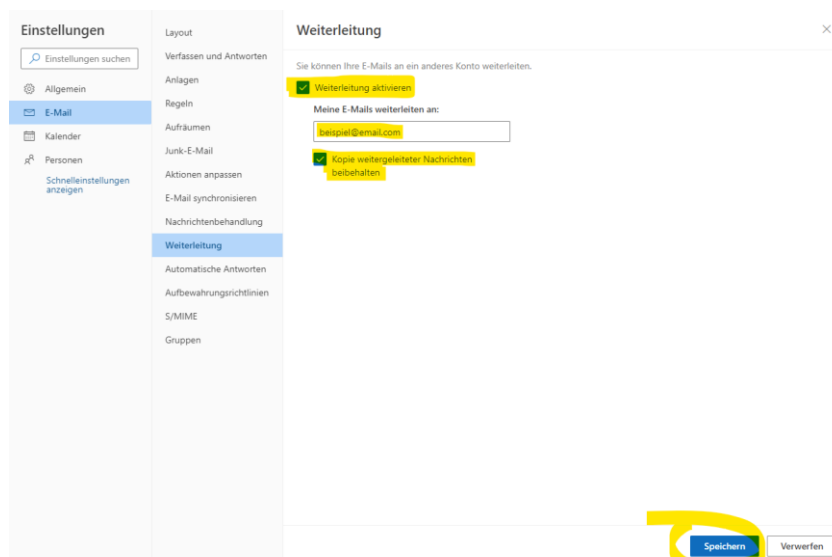 Einstellungen
Einstellungen suchen
Allgemein
E-Mail
Kalender
Personen
Schnelleinstellungen
anzeigen
Layout
Verfassen und Antworten
Anlagen
Regeln
Aufräumen
Junk-E-Mail
Aktionen anpassen
E-Mail synchronisieren
Nachrichtenbehandlung
Weiterleitung
Automatische Antworten
Aufbewahrungsrichtlinien
S/MIME
Gruppen
Weiterleitung
Sie können Ihre E-Mails an ein anderes Konto weiterleiten.
Weiterleitung aktivieren
Meine E-Mails weiterleiten an:
beispiel@email.com
Kopie weitergeleiteter Nachrichten
beibehalten
Speichern
Verwerfen